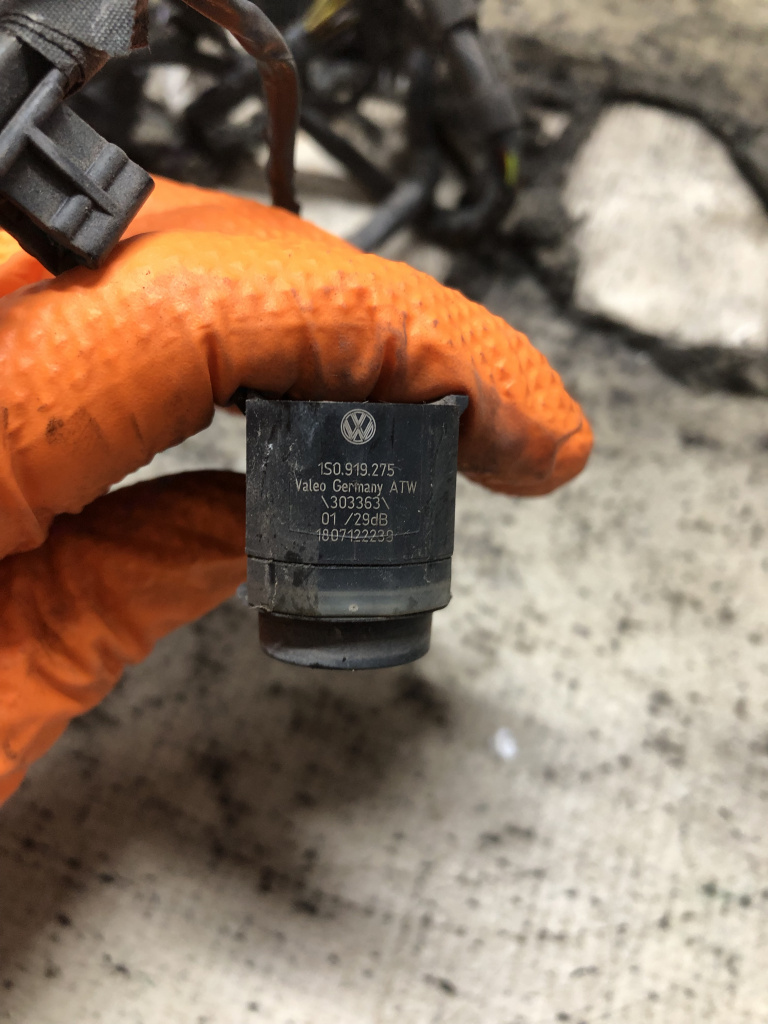 1S0.919.275
Valeo Germany ATW
\303363\
01 /29dB
1807122239